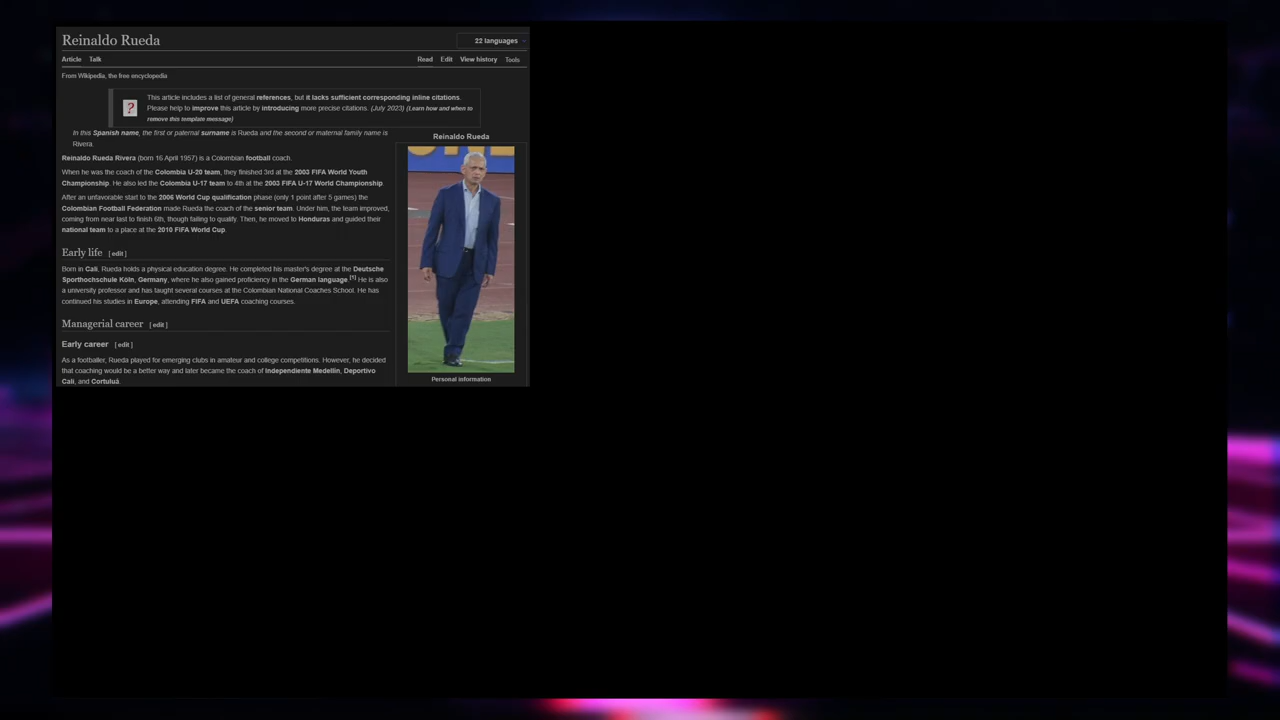 Reinaldo Rueda
22 languages
Article Talk Read Edit View history Tools
From Wikipedia, the free encyclopedia
This article includes a list of general references, but it lacks sufficient corresponding inline citations.
Please help to improve this article by introducing more precise citations. (July 2023) (Learn how and when to
remove this template message)
In this Spanish name, the first or paternal surname is Rueda and the second or maternal family name is
Rivera.
Reinaldo Rueda
Reinaldo Rueda Rivera (born 16 April 1957) is a Colombian football coach.
When he was the coach of the Colombia U-20 team, they finished 3rd at the 2003 FIFA World Youth
Championship. He also led the Colombia U-17 team to 4th at the 2003 FIFA U-17 World Championship.
After an unfavorable start to the 2006 World Cup qualification phase (only 1 point after 5 games) the
Colombian Football Federation made Rueda the coach of the senior team. Under him, the team improved,
coming from near last to finish 6th, though failing to qualify. Then, he moved to Honduras and guided their
national team to a place at the 2010 FIFA World Cup.
Early life [ edit ]
Born in Cali, Rueda holds a physical education degree. He completed his master's degree at the Deutsche
Sporthochschule Köln, Germany, where he also gained proficiency in the German language.[1] He is also
a university professor and has taught several courses at the Colombian National Coaches School. He has
continued his studies in Europe, attending FIFA and UEFA coaching courses.
Managerial career [ edit ]
Early career [ edit ]
As a footballer, Rueda played for emerging clubs in amateur and college competitions. However, he decided
that coaching would be a better way and later became the coach of Independiente Medellín, Deportivo
Cali, and Cortuluá.
Personal information